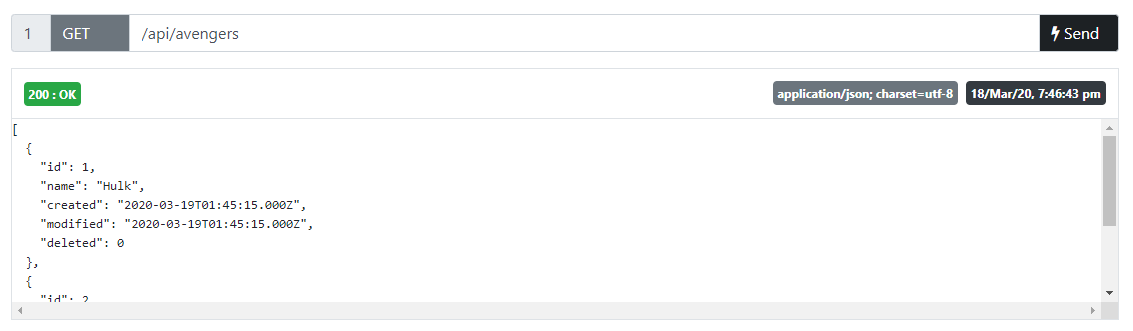 1 GET /api/avengers Send
200 : OK application/json; charset=utf-8 18/Mar/20, 7:46:43 pm
[
  {
    "id": 1,
    "name": "Hulk",
    "created": "2020-03-19T01:45:15.000Z",
    "modified": "2020-03-19T01:45:15.000Z",
    "deleted": 0
  },
  {
    "id": 2